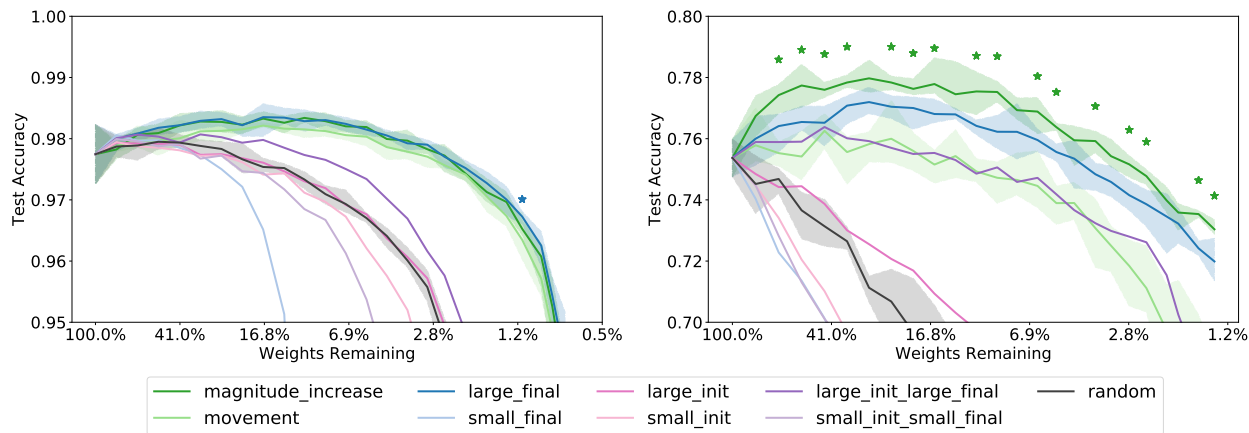 1.00
0.99
0.98
0.97
0.96
0.95
Test Accuracy
100.0% 41.0% 16.8% 6.9% 2.8% 1.2% 0.5%
Weights Remaining
0.80
0.78
0.76
0.74
0.72
0.70
Test Accuracy
100.0% 41.0% 16.8% 6.9% 2.8% 1.2%
Weights Remaining
magnitude_increase large_final large_init large_init_large_final random
movement small_final small_init small_init_small_final